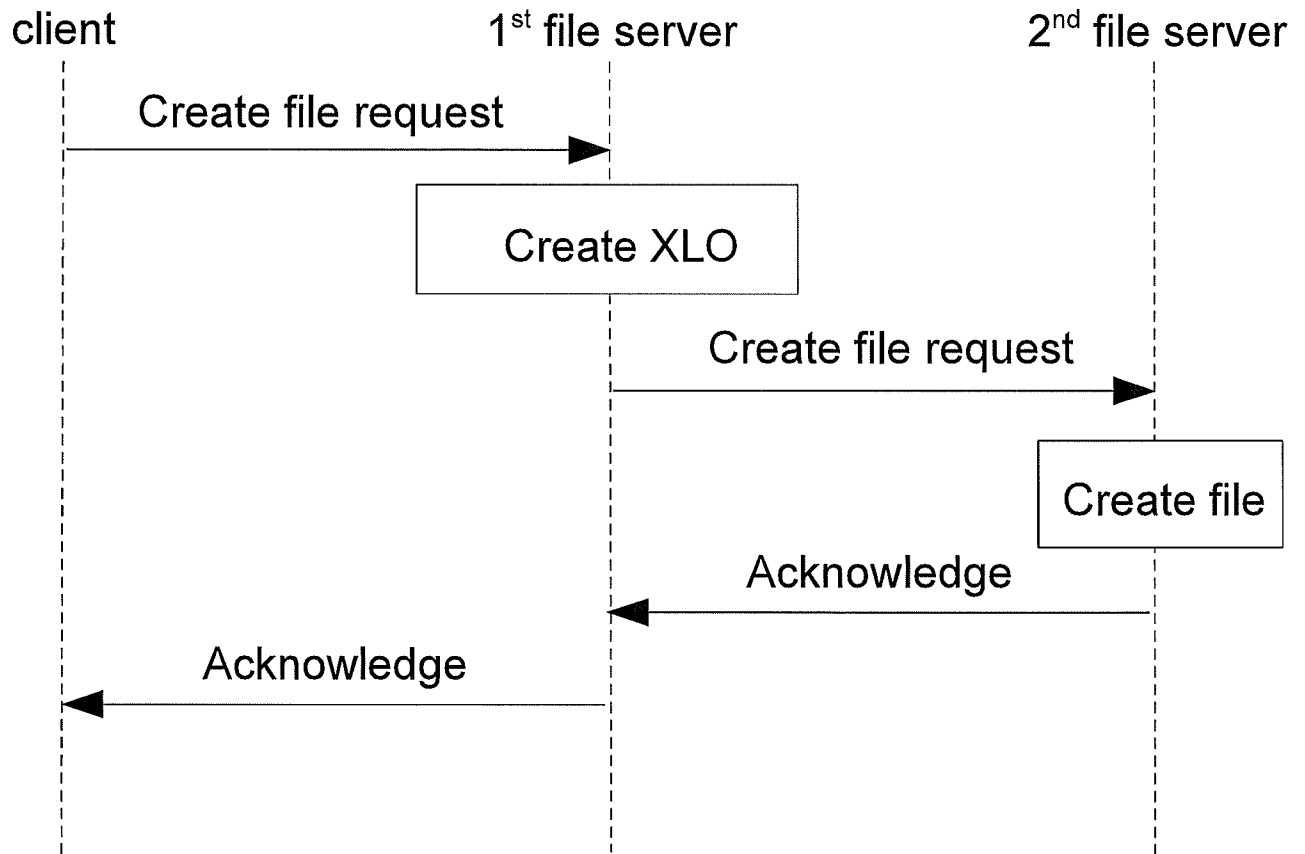 client
1st file server
2nd file server
Create file request
Create XLO
Create file request
Create file
Acknowledge
Acknowledge